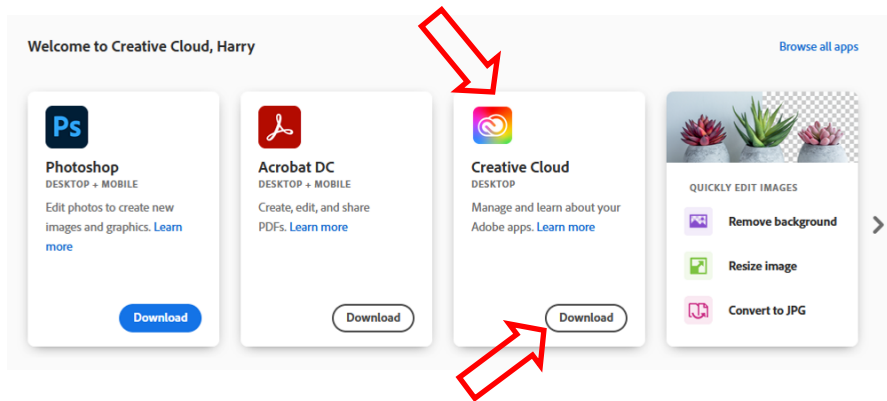 Welcome to Creative Cloud, Harry
Browse all apps
Ps
Photoshop
DESKTOP + MOBILE
Edit photos to create new
images and graphics. Learn
more
Download
Acrobat DC
DESKTOP + MOBILE
Create, edit, and share
PDFs. Learn more
Download
Creative Cloud
DESKTOP
Manage and learn about your
Adobe apps. Learn more
Download
QUICKLY EDIT IMAGES
Remove background
Resize image
Convert to JPG